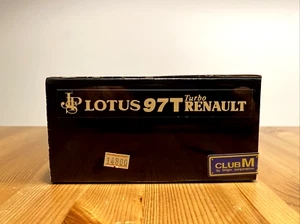 JPS LOTUS 97T Turbo RENAULT
14800
CLUB M